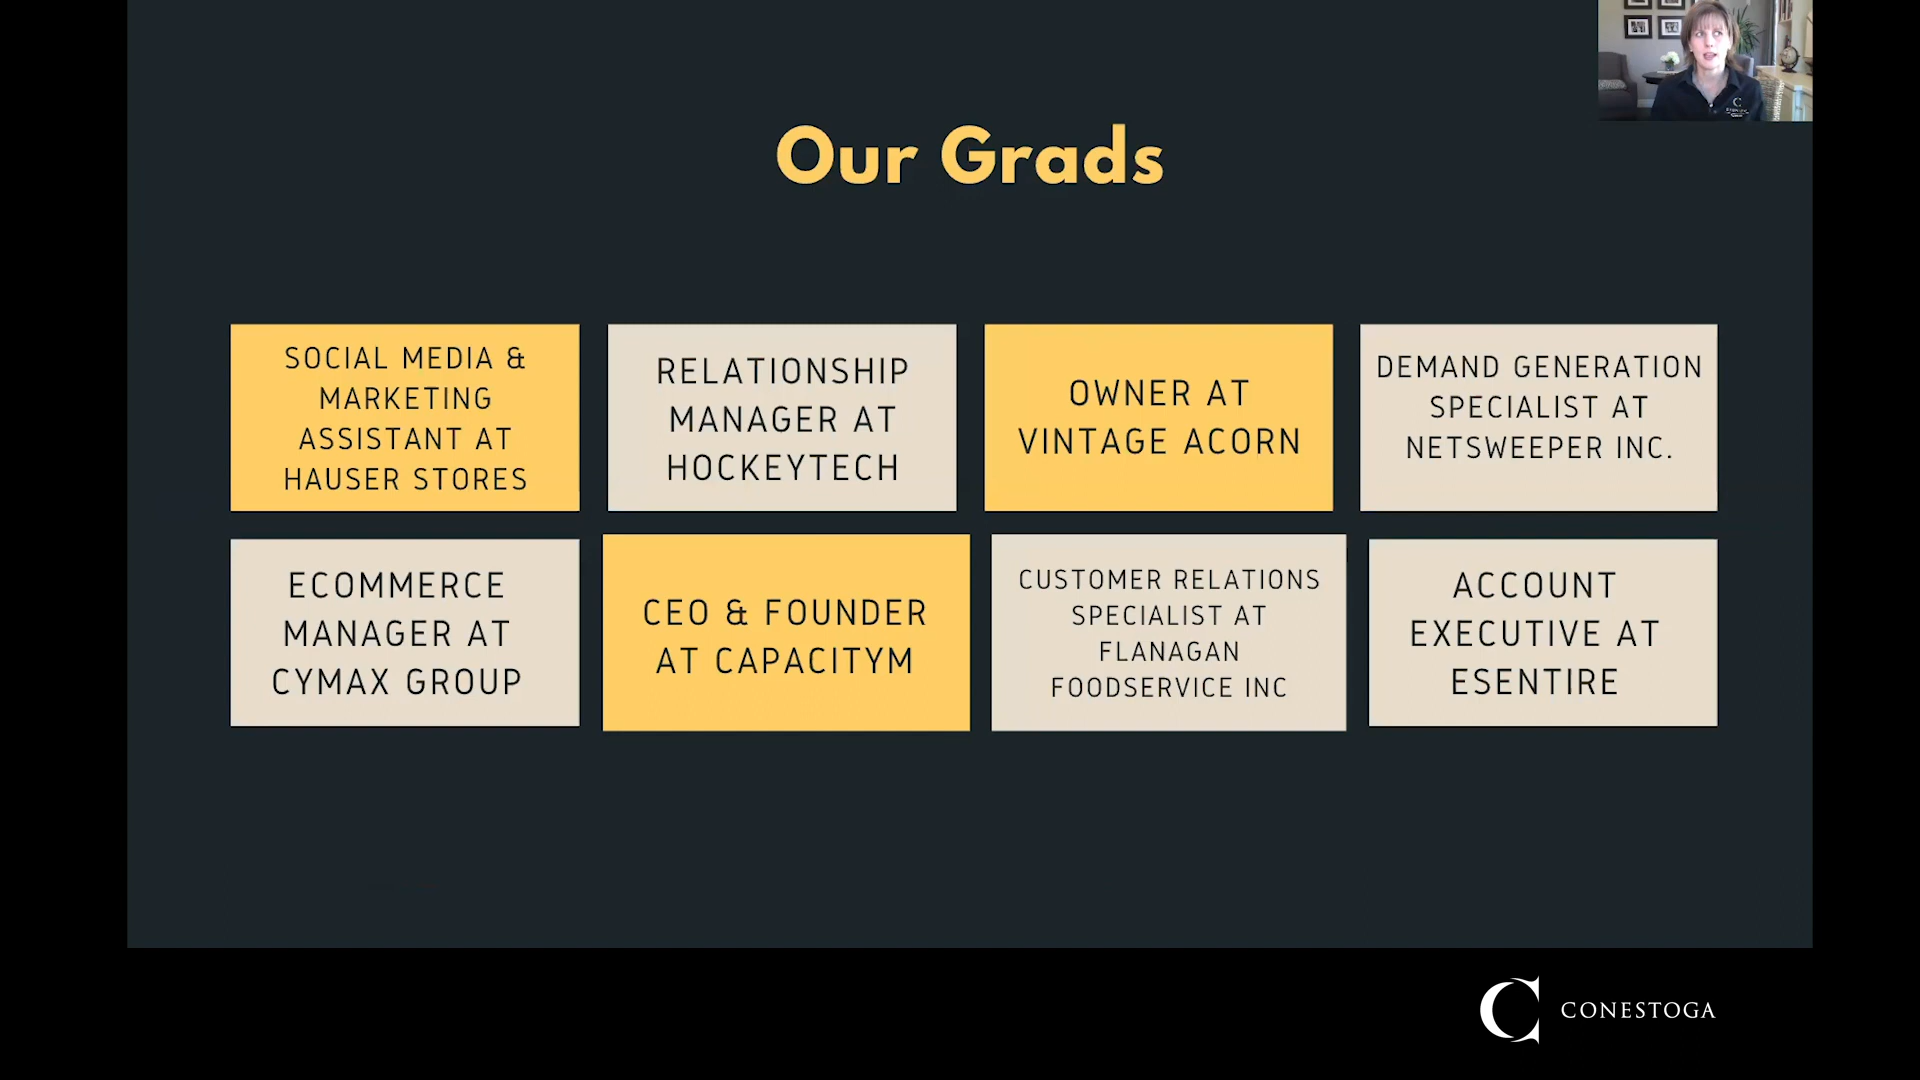 Our Grads
SOCIAL MEDIA &
MARKETING
ASSISTANT AT
HAUSER STORES
RELATIONSHIP
MANAGER AT
HOCKEYTECH
OWNER AT
VINTAGE ACORN
DEMAND GENERATION
SPECIALIST AT
NETSWEEPER INC.
ECOMMERCE
MANAGER AT
CYMAX GROUP
CEO & FOUNDER
AT CAPACITYM
CUSTOMER RELATIONS
SPECIALIST AT
FLANAGAN
FOODSERVICE INC
ACCOUNT
EXECUTIVE AT
ESENTIRE
CONESTOGA